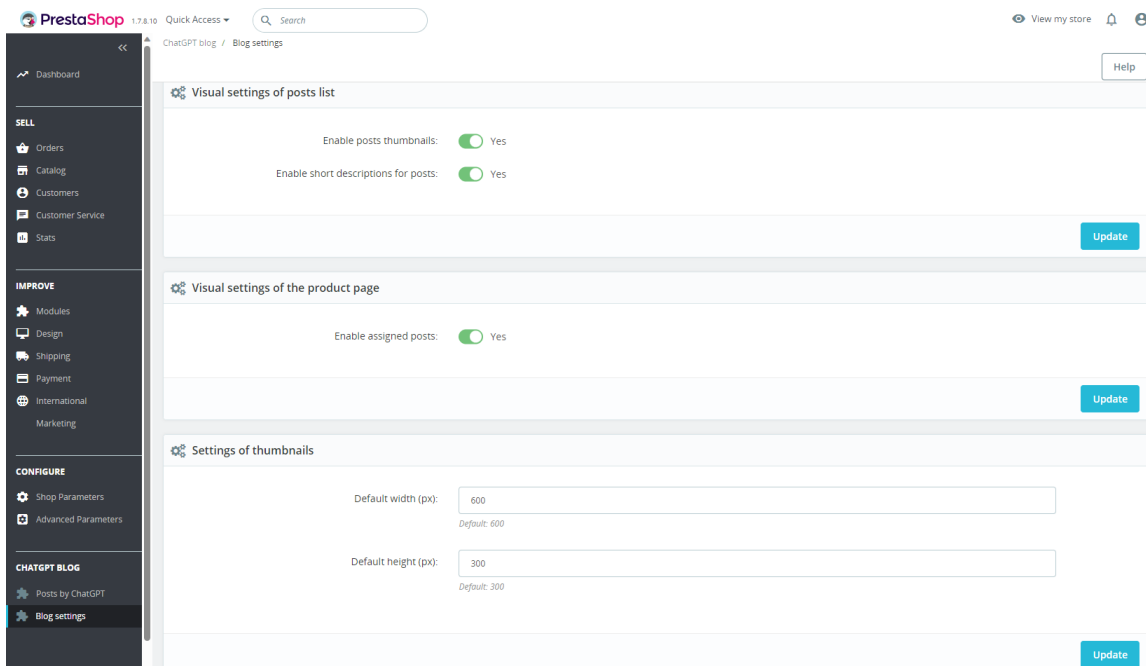 PrestaShop 1.7.8.10 Quick Access Search View my store
ChatGPT blog / Blog settings
Help
Dashboard
SELL
Orders
Catalog
Customers
Customer Service
Stats
IMPROVE
Modules
Design
Shipping
Payment
International
Marketing
CONFIGURE
Shop Parameters
Advanced Parameters
CHATGPT BLOG
Posts by ChatGPT
Blog settings
Visual settings of posts list
Enable posts thumbnails: Yes
Enable short descriptions for posts: Yes
Update
Visual settings of the product page
Enable assigned posts: Yes
Update
Settings of thumbnails
Default width (px): 600
Default: 600
Default height (px): 300
Default: 300
Update